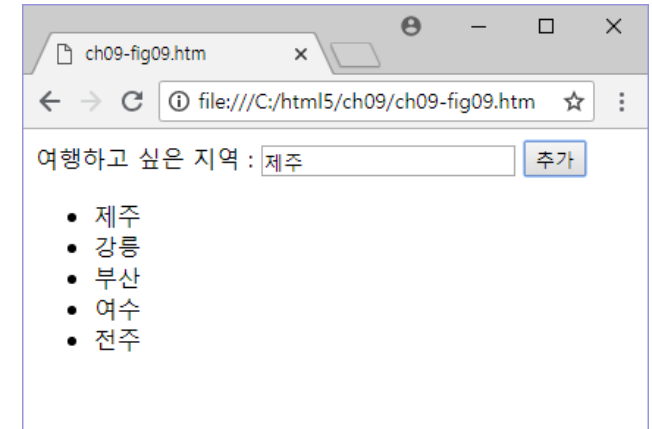 ch09-fig09.htm
file:///C:/html5/ch09/ch09-fig09.htm
여행하고 싶은 지역 : 제주 추가
제주
강릉
부산
여수
전주